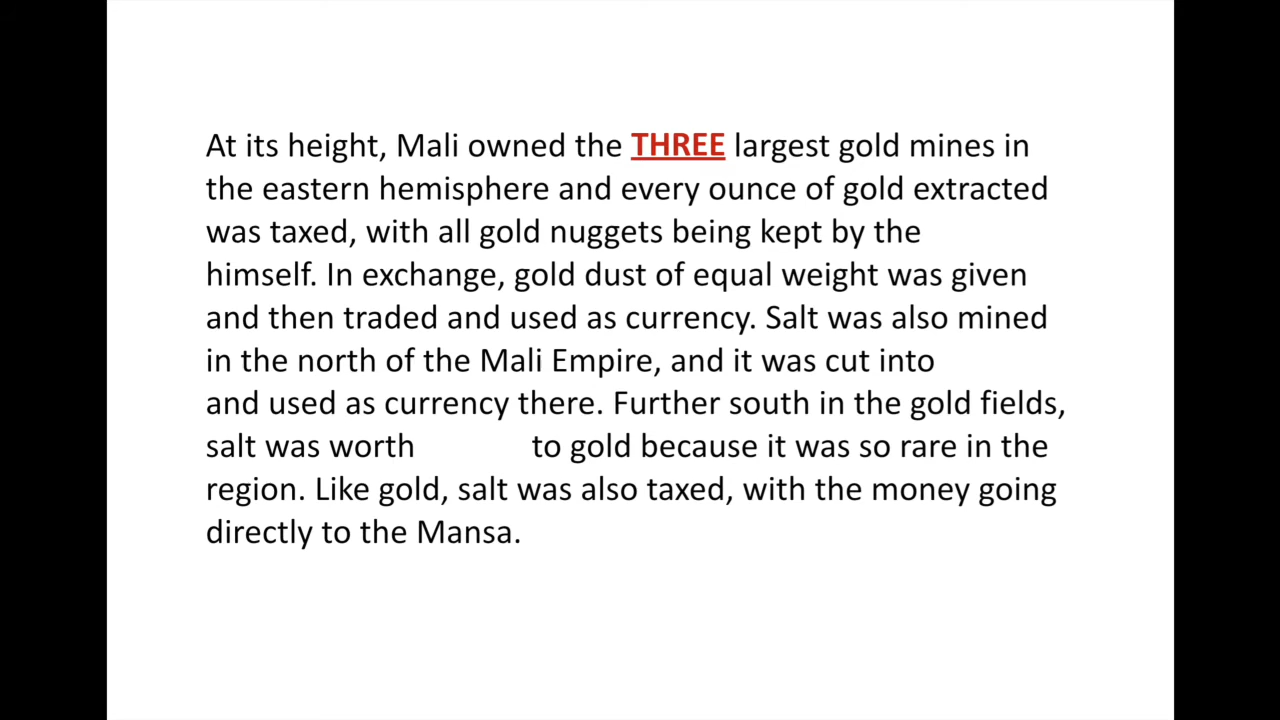 At its height, Mali owned the THREE largest gold mines in
the eastern hemisphere and every ounce of gold extracted
was taxed, with all gold nuggets being kept by the
himself. In exchange, gold dust of equal weight was given
and then traded and used as currency. Salt was also mined
in the north of the Mali Empire, and it was cut into
and used as currency there. Further south in the gold fields,
salt was worth to gold because it was so rare in the
region. Like gold, salt was also taxed, with the money going
directly to the Mansa.